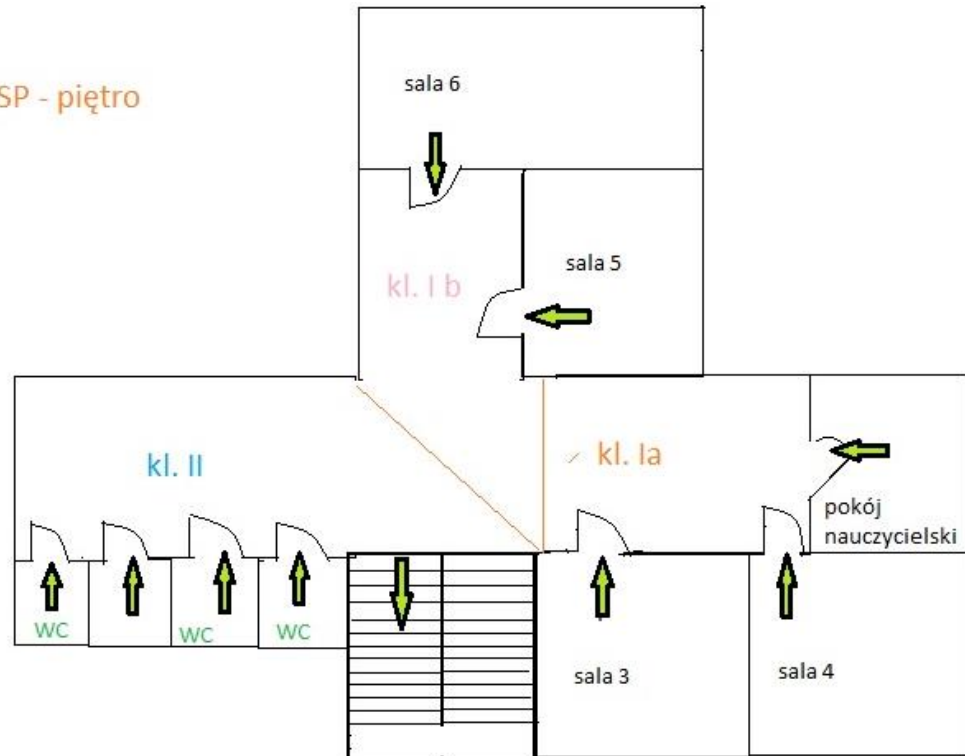 SP - piętro
sala 6
sala 5
kl. I b
kl. II
kl. Ia
pokój
nauczycielski
WC
WC
WC
sala 3
sala 4